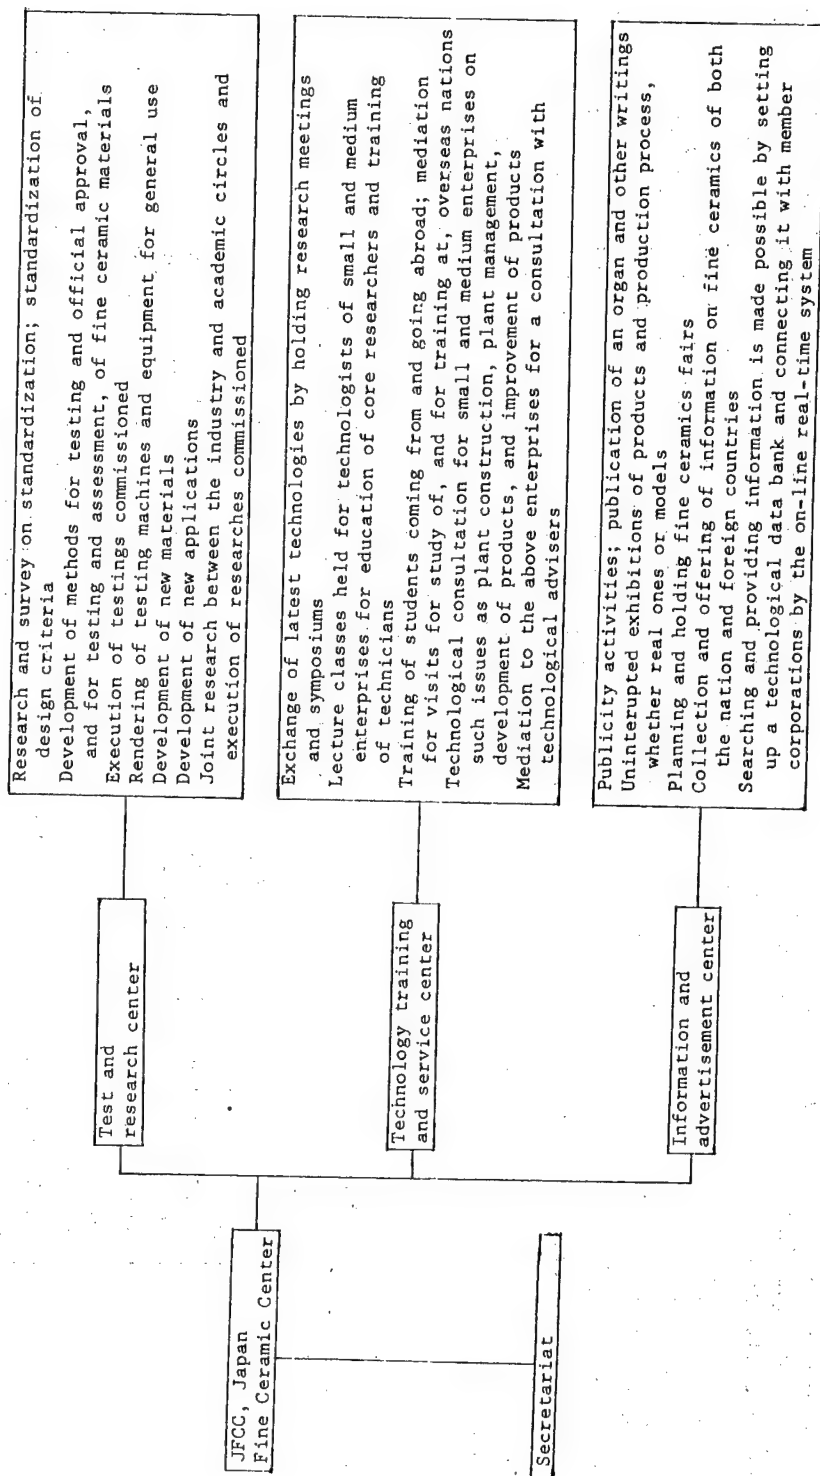 JFCC, Japan
Fine Ceramic Center
Secretariat
Test and
research center
Research and survey on standardization; standardization of
design criteria
Development of methods for testing and official approval,
and for testing and assessment, of fine ceramic materials
Execution of testings commissioned
Rendering of testing machines and equipment for general use
Development of new materials
Development of new applications
Joint research between the industry and academic circles and
execution of researches commissioned
Technology training
and service center
Exchange of latest technologies by holding research meetings
and symposiums
Lecture classes held for technologists of small and medium
enterprises for education of core researchers and training
of technicians
Training of students coming from and going abroad; mediation
for visits for study of, and for training at, overseas nations
Technological consultation for small and medium enterprises on
such issues as plant construction, plant management,
development of products, and improvement of products
Mediation to the above enterprises for a consultation with
technological advisers
Information and
advertisement center
Publicity activities; publication of an organ and other writings
Uninterupted exhibitions of products and production process,
whether real ones or models
Planning and holding fine ceramics fairs
Collection and offering of information on fine ceramics of both
the nation and foreign countries
Searching and providing information is made possible by setting
up a technological data bank and connecting it with member
corporations by the on-line real-time system